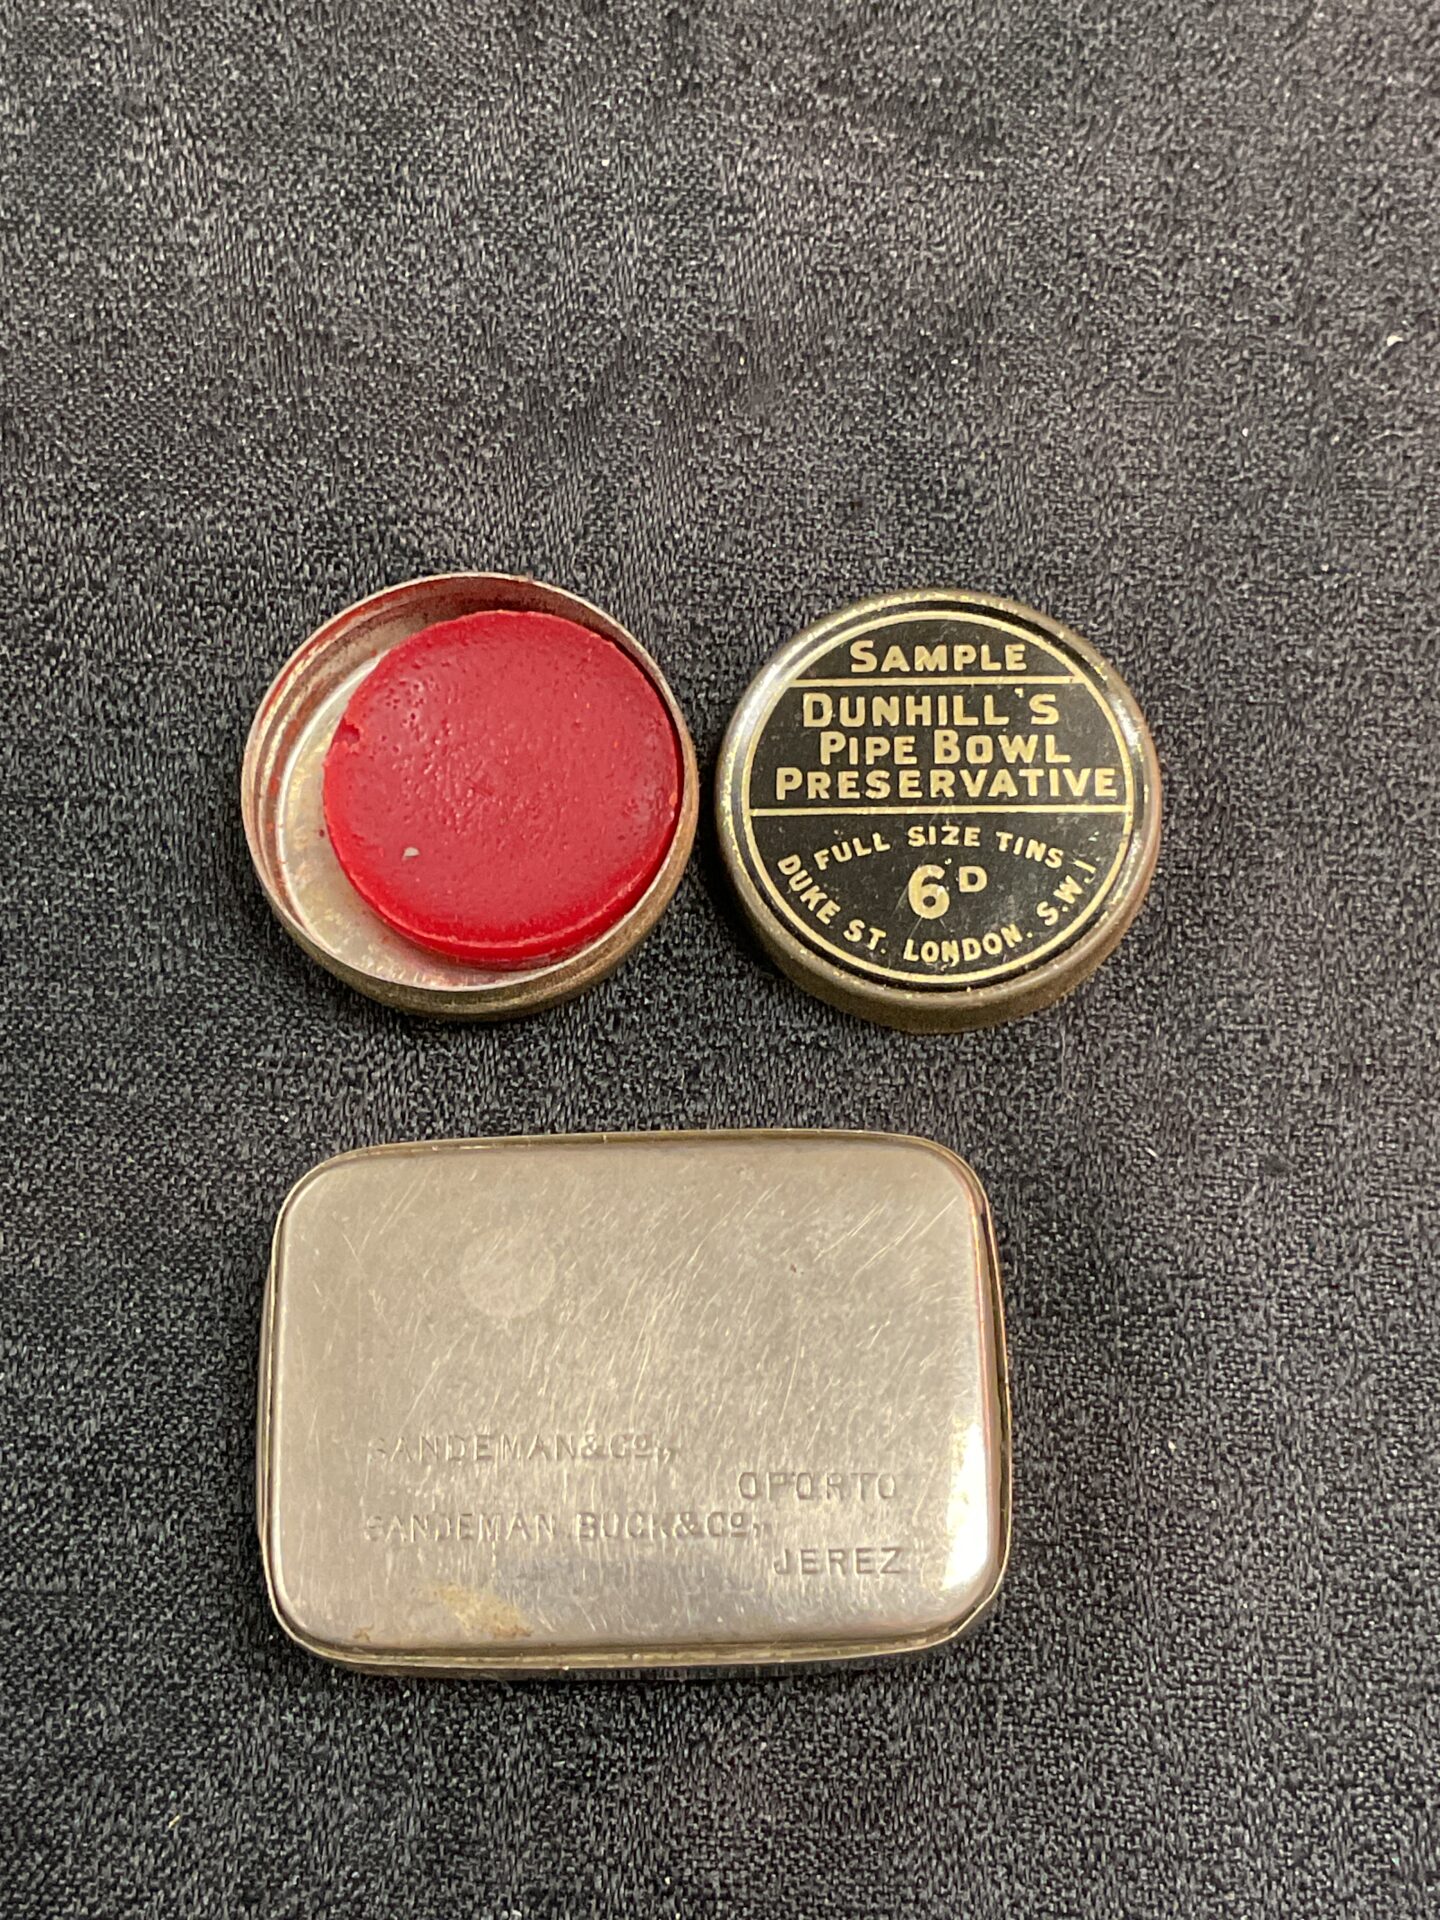 SAMPLE
DUNHILL'S
PIPE BOWL
PRESERVATIVE
FULL SIZE TINS
6D
DUKE ST. LONDON. S.W.1
SANDEMAN & Co.,
OPORTO
SANDEMAN BUCK & Co.,
JEREZ